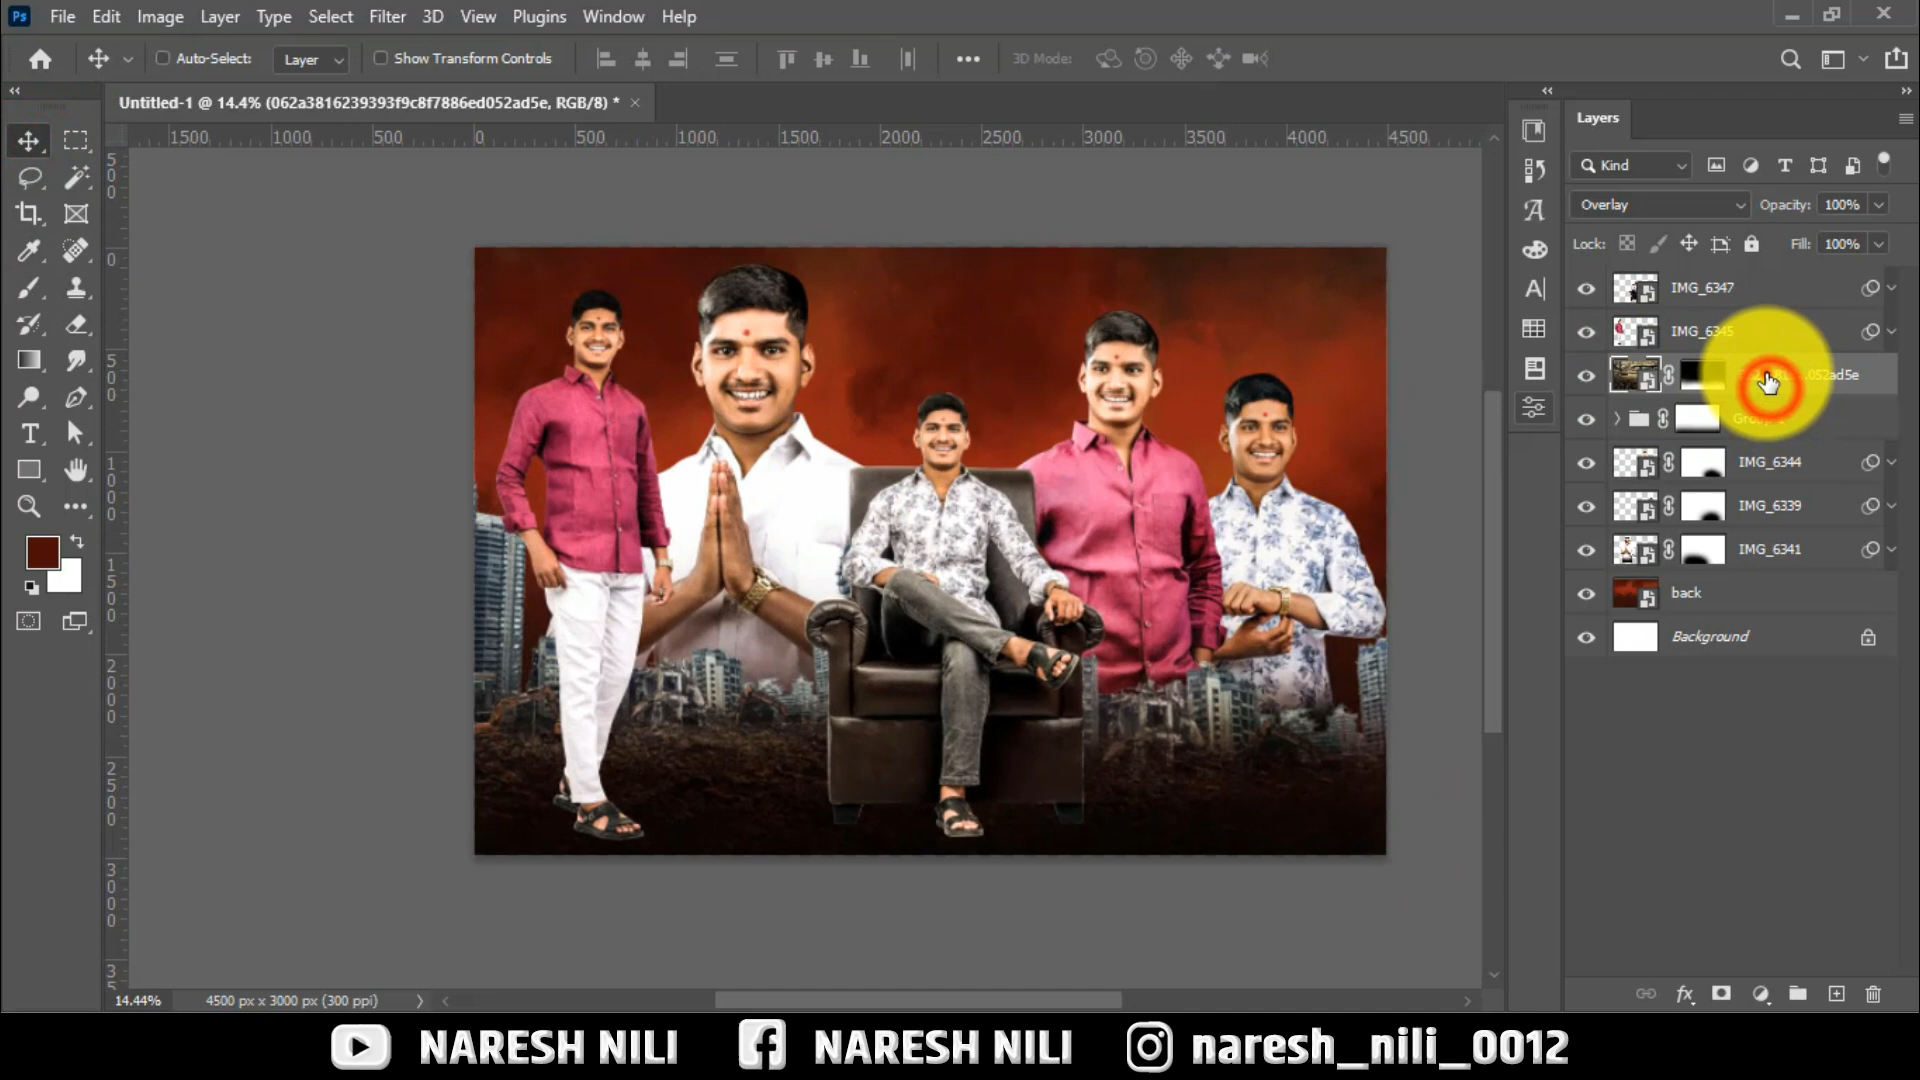 Ps File Edit Image Layer Type Select Filter 3D View Plugins Window Help
Auto-Select: Layer Show Transform Controls 3D Mode:
Untitled-1 @ 14.4% (062a3816239393f9c8f7886ed052ad5e, RGB/8) *
1500 1000 500 0 500 1000 1500 2000 2500 3000 3500 4000 4500
Layers
Kind
Overlay Opacity: 100%
Lock: Fill: 100%
IMG_6347
IMG_6345
052ad5e
IMG_6344
IMG_6339
IMG_6341
back
Background
14.44% 4500 px x 3000 px (300 ppi)
NARESH NILI NARESH NILI naresh_nili_0012